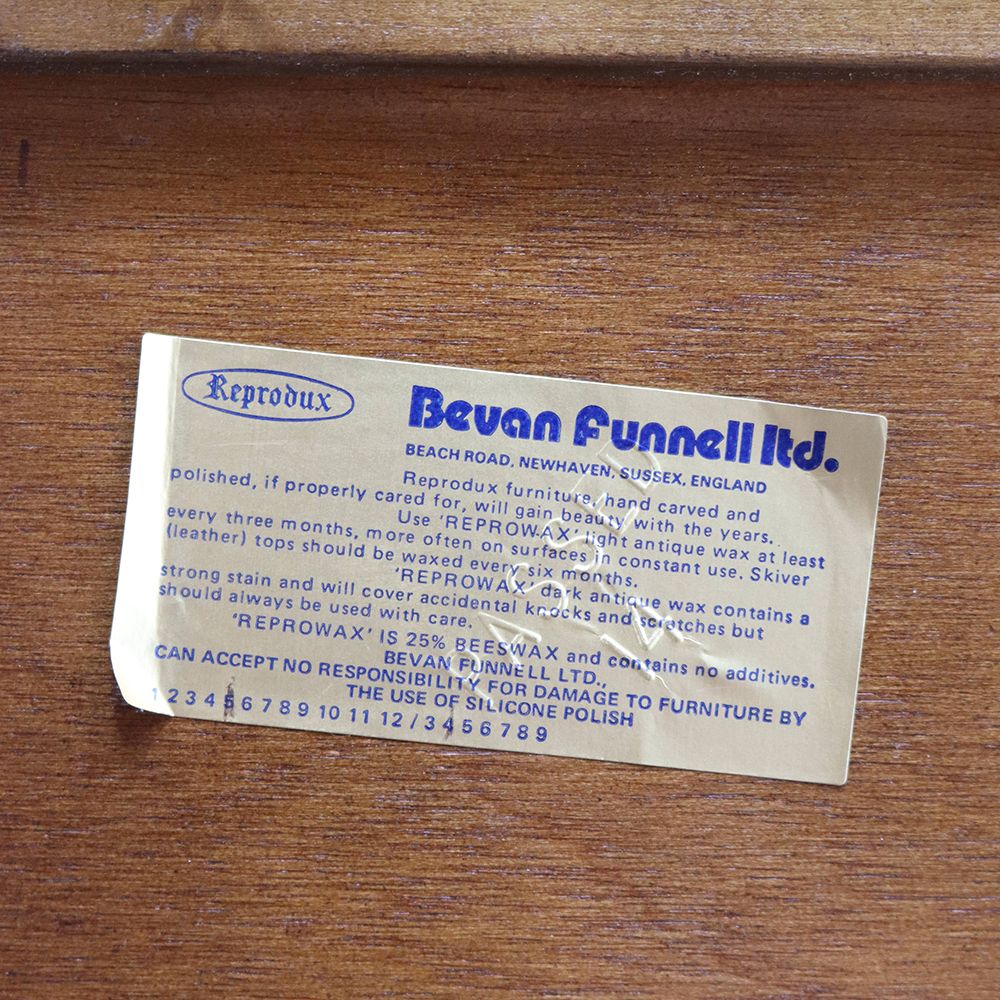 Reprodux
Bevan Funnell ltd.
BEACH ROAD, NEWHAVEN, SUSSEX, ENGLAND
Reprodux furniture, hand carved and
polished, if properly cared for, will gain beauty with the years.
Use 'REPROWAX' light antique wax at least
every three months, more often on surfaces in constant use. Skiver
(leather) tops should be waxed every six months.
'REPROWAX' dark antique wax contains a
strong stain and will cover accidental knocks and scratches but
should always be used with care.
'REPROWAX' IS 25% BEESWAX and contains no additives.
BEVAN FUNNELL LTD.,
CAN ACCEPT NO RESPONSIBILITY FOR DAMAGE TO FURNITURE BY
THE USE OF SILICONE POLISH
1 2 3 4 5 6 7 8 9 10 11 12 / 3 4 5 6 7 8 9
PASSED